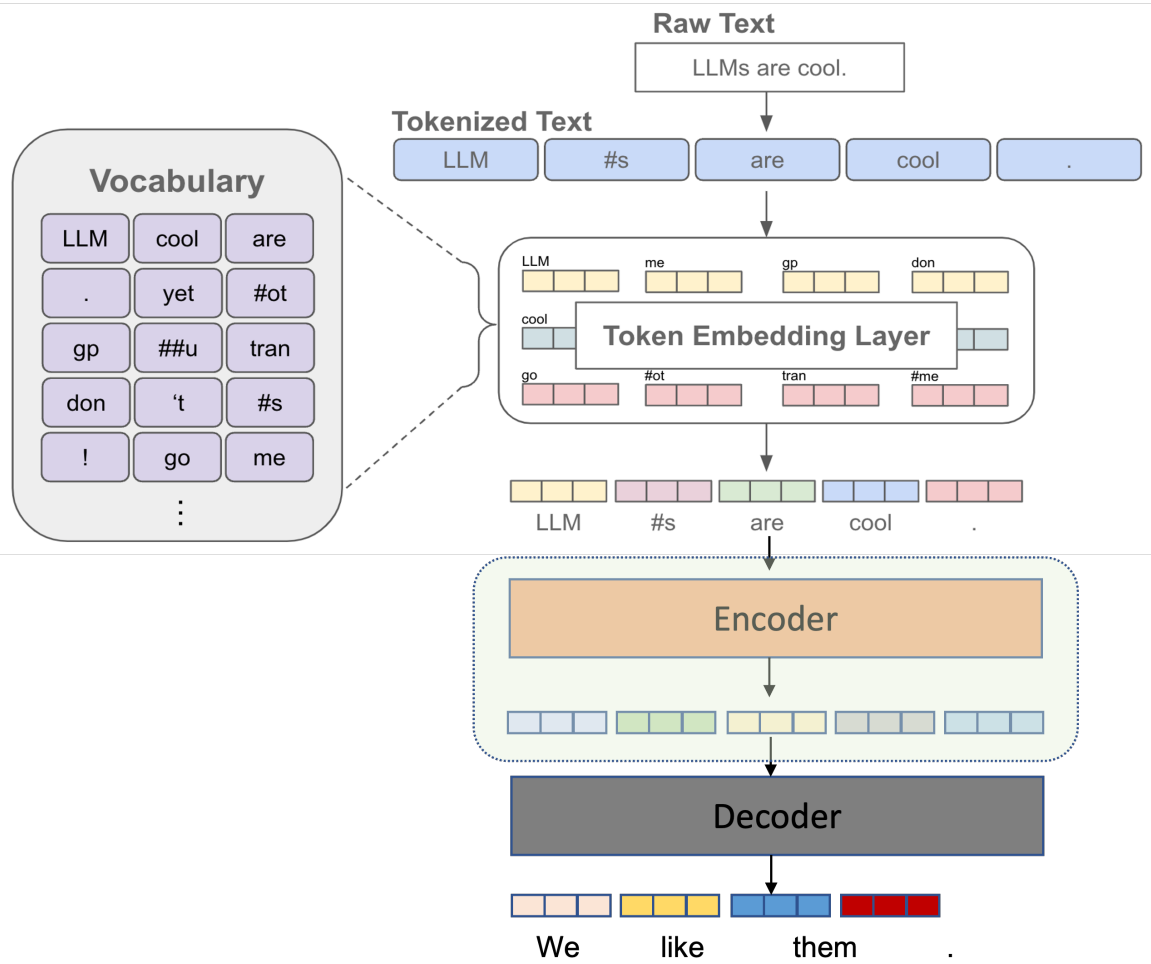 Raw Text
LLMs are cool.
Tokenized Text
LLM #s are cool .
Vocabulary
LLM cool are
. yet #ot
gp ##u tran
don ‘t #s
! go me
⋮
LLM me gp don
cool
Token Embedding Layer
go #ot tran #me
LLM #s are cool .
Encoder
Decoder
We like them .